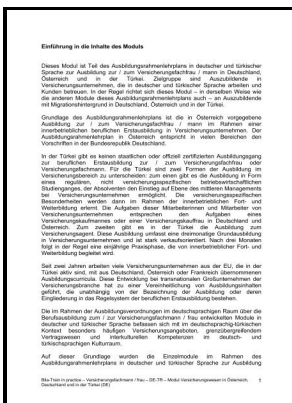 Einführung in die Inhalte des Moduls
Dieses Modul ist Teil des Ausbildungsrahmenlehrplans in deutscher und türkischer
Sprache zur Ausbildung zur / zum Versicherungsfachfrau / mann in Deutschland,
Österreich und in der Türkei. Zielgruppe sind Auszubildende in
Versicherungsunternehmen, die in deutscher und türkischer Sprache arbeiten und
Kunden betreuen. In der Regel richtet sich dieses Modul – in derselben Weise wie
die anderen Module dieses Ausbildungsrahmenlehrplans auch – an Auszubildende
mit Migrationshintergrund in Deutschland, Österreich und in der Türkei.
Grundlage des Ausbildungsrahmenlehrplans ist die in Österreich vorgegebene
Ausbildung zur / zum Versicherungsfachfrau / mann im Rahmen einer
innerbetrieblichen beruflichen Erstausbildung in Versicherungsunternehmen. Der
Ausbildungsrahmenlehrplan in Österreich entspricht in vielen Bereichen den
Vorschriften in der Bundesrepublik Deutschland.
In der Türkei gibt es keinen staatlichen oder offiziell zertifizierten Ausbildungsgang
zur beruflichen Erstausbildung zur / zum Versicherungsfachfrau oder
Versicherungsfachmann. Für die Türkei sind zwei Formen der Ausbildung im
Versicherungsbereich zu unterscheiden: zum einen gibt es die Ausbildung in Form
eines regulären, nicht versicherungsspezifischen betriebswirtschaftlichen
Studienganges, der Absolventen den Einstieg auf Ebene des mittleren Managements
bei Versicherungsunternehmen ermöglicht. Die versicherungsspezifischen
Besonderheiten werden dann im Rahmen der innerbetrieblichen Fort- und
Weiterbildung erlernt. Die Aufgaben dieser Mitarbeiterinnen und Mitarbeiter von
Versicherungsunternehmen entsprechen den Aufgaben eines
Versicherungskaufmannes oder einer Versicherungskauffrau in Deutschland und
Österreich. Zum zweiten gibt es in der Türkei die Ausbildung zum
Versicherungsagent. Diese Ausbildung umfasst eine dreimonatige Grundausbildung
in Versicherungsunternehmen und ist stark verkaufsorientiert. Nach drei Monaten
folgt in der Regel eine einjährige Praxisphase, die von innerbetrieblicher Fort- und
Weiterbildung begleitet wird.
Seit zwei Jahren arbeiten viele Versicherungsunternehmen aus der EU, in der
Türkei aktiv sind, mit aus Deutschland, Österreich oder Frankreich übernommenen
Ausbildungscurricula. Diese Entwicklung bei transnationalen Großunternehmen der
Versicherungsbranche hat zu einer Vereinheitlichung von Ausbildungsinhalten
geführt, die unabhängig von der Bezeichnung der Ausbildung oder deren
Eingliederung in das Regelsystem der beruflichen Erstausbildung bestehen.
Die im Rahmen der Ausbildungsverordnungen im deutschsprachigen Raum über die
Berufsausbildung zum / zur Versicherungsfachmann / frau entwickelten Module in
deutscher und türkischer Sprache befassen sich mit im deutschsprachig-türkischen
Kontext besonders häufigen Versicherungsangeboten, grenzübergreifendem
Vertragswesen und interkulturellen Kompetenzen im deutsch- und
türkischsprachigen Kulturraum.
Auf dieser Grundlage wurden die Einzelmodule im Rahmen des
Ausbildungsrahmenlehrplans in deutscher und türkischer Sprache zur Ausbildung
Bila-Train in practice – Versicherungsfachmann / frau – DE-TR – Modul Versicherungswesen in Österreich, 1
Deutschland und der Türkei (DE)